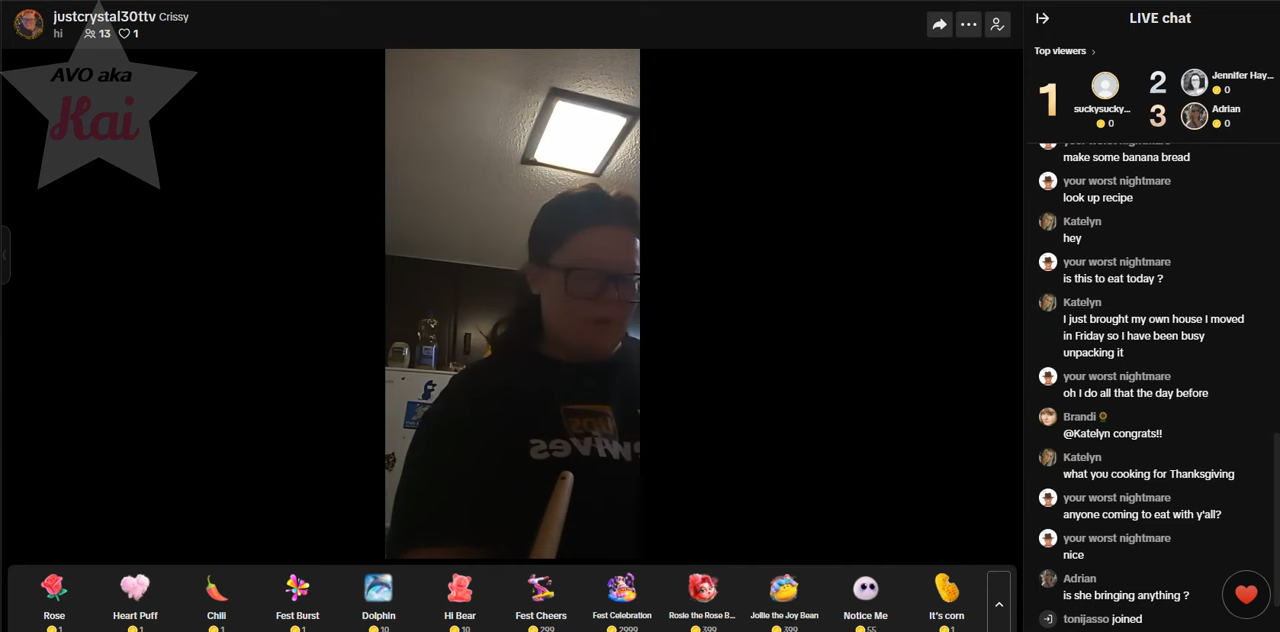 justcrystal30ttv Crissy
hi 13 1
AVO aka
Kai
LIVE chat
Top viewers
1
suckysucky...
0
2
Jennifer Hay...
0
3
Adrian
0
make some banana bread
your worst nightmare
look up recipe
Katelyn
hey
your worst nightmare
is this to eat today ?
Katelyn
I just brought my own house I moved
in Friday so I have been busy
unpacking it
your worst nightmare
oh I do all that the day before
Brandi
@Katelyn congrats!!
Katelyn
what you cooking for Thanksgiving
your worst nightmare
anyone coming to eat with y'all?
your worst nightmare
nice
Adrian
is she bringing anything ?
tonijasso joined
ups
wives
Rose
1
Heart Puff
1
Chili
1
Fest Burst
1
Dolphin
10
Hi Bear
10
Fest Cheers
299
Fest Celebration
2999
Rosie the Rose B...
399
Jollie the Joy Bean
399
Notice Me
55
It's corn
1